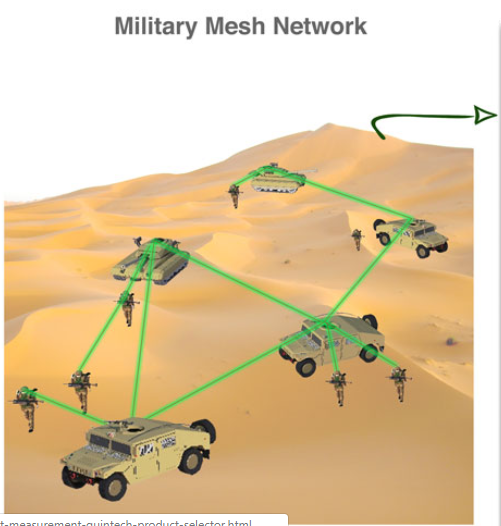 Military Mesh Network
t-measurement-quintech-product-selector.html